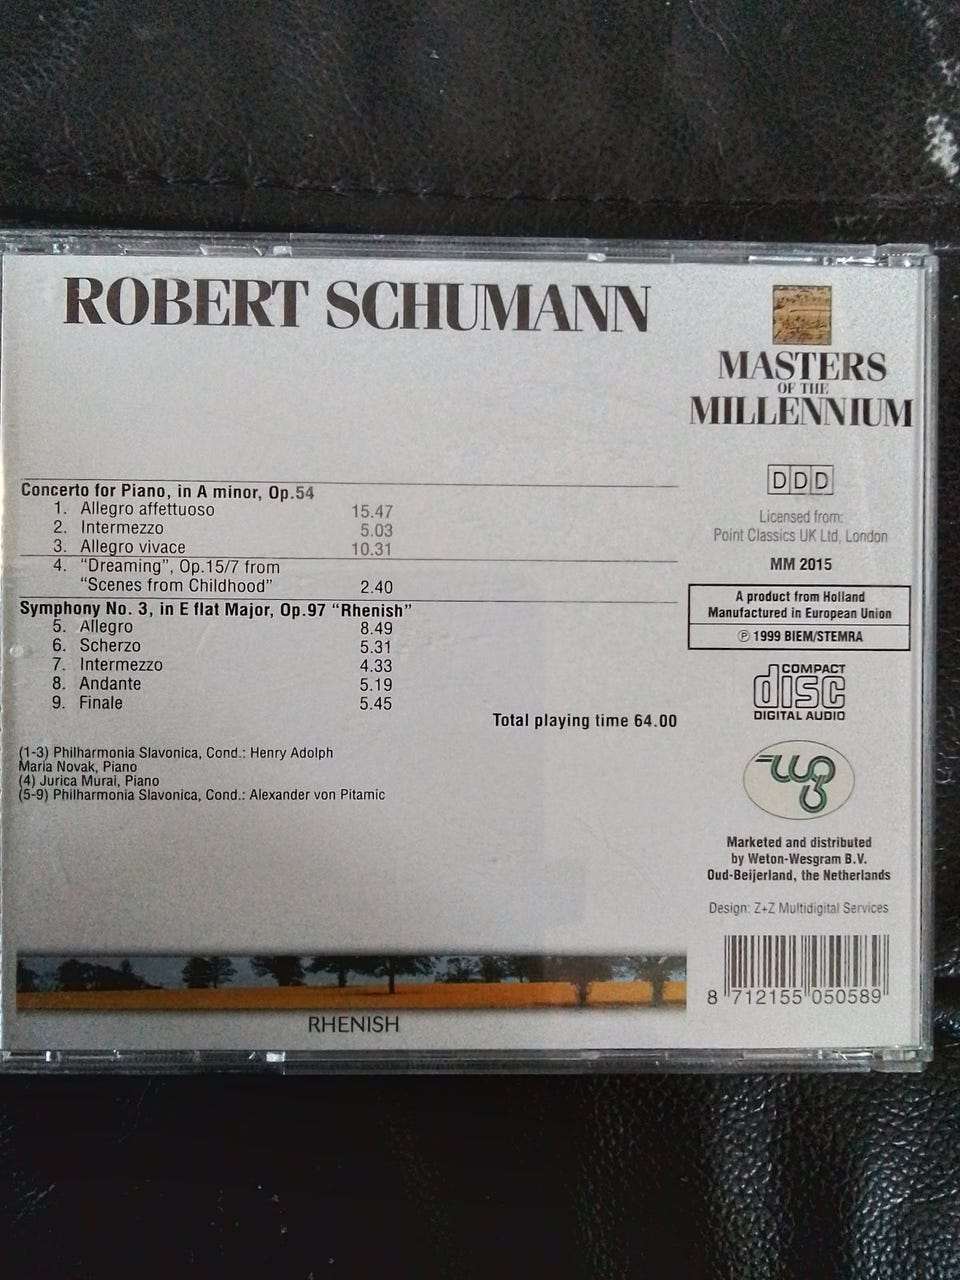 ROBERT SCHUMANN
Concerto for Piano, in A minor, Op.54
1. Allegro affettuoso 15.47
2. Intermezzo 5.03
3. Allegro vivace 10.31
4. "Dreaming", Op.15/7 from
"Scenes from Childhood" 2.40
Symphony No. 3, in E flat Major, Op.97 "Rhenish"
5. Allegro 8.49
6. Scherzo 5.31
7. Intermezzo 4.33
8. Andante 5.19
9. Finale 5.45
Total playing time 64.00
(1-3) Philharmonia Slavonica, Cond.: Henry Adolph
Maria Novak, Piano
(4) Jurica Murai, Piano
(5-9) Philharmonia Slavonica, Cond.: Alexander von Pitamic
RHENISH
MASTERS
OF THE
MILLENNIUM
DDD
Licensed from:
Point Classics UK Ltd, London
MM 2015
A product from Holland
Manufactured in European Union
℗ 1999 BIEM/STEMRA
COMPACT
disc
DIGITAL AUDIO
wg
Marketed and distributed
by Weton-Wesgram B.V.
Oud-Beijerland, the Netherlands
Design: Z+Z Multidigital Services
8 712155 050589